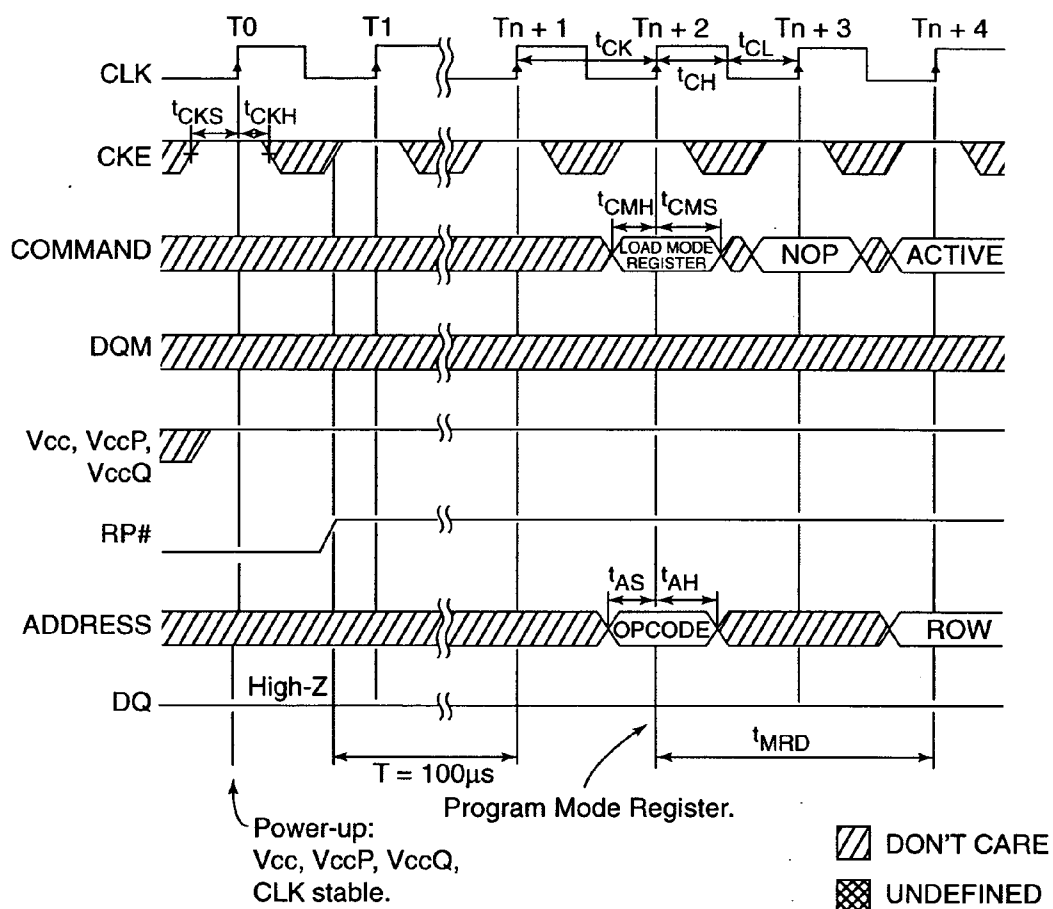 T0 T1 Tn + 1 Tn + 2 Tn + 3 Tn + 4
CLK
tCK
tCL
tCH
tCKS tCKH
CKE
tCMH tCMS
COMMAND
LOAD MODE
REGISTER
NOP
ACTIVE
DQM
Vcc, VccP,
VccQ
RP#
tAS tAH
ADDRESS
OPCODE
ROW
High-Z
DQ
tMRD
T = 100µs
Program Mode Register.
Power-up:
Vcc, VccP, VccQ,
CLK stable.
DON'T CARE
UNDEFINED